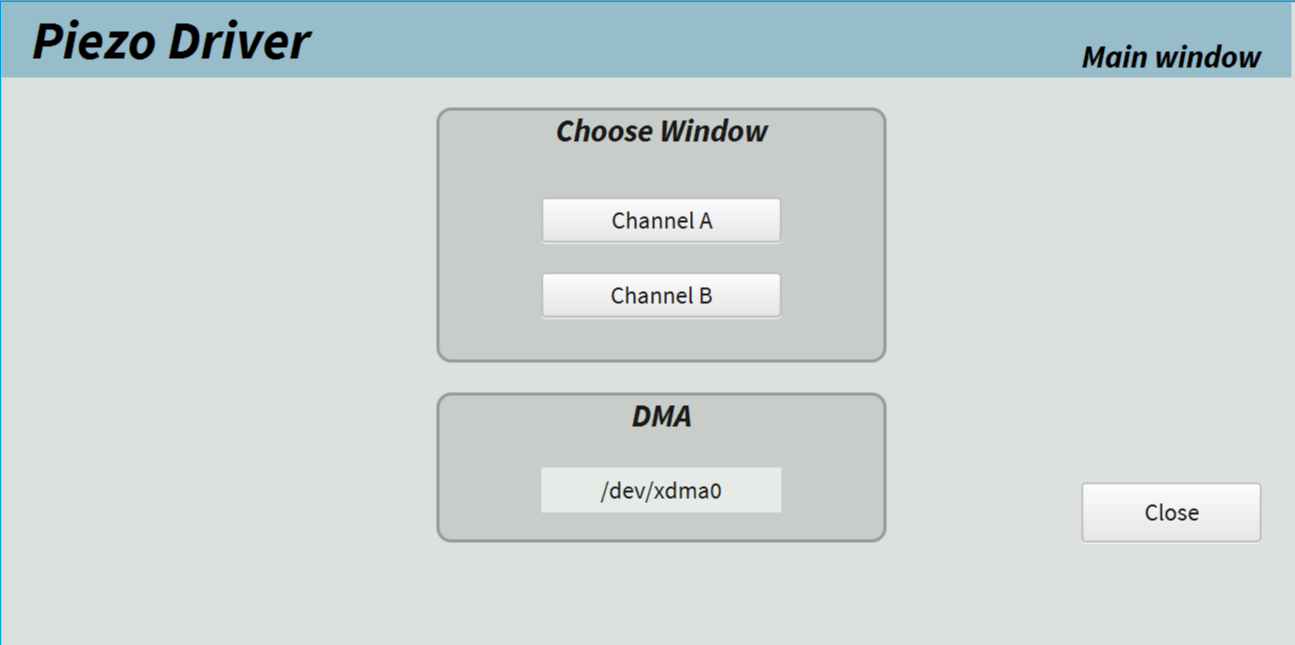 Piezo Driver
Main window
Choose Window
Channel A
Channel B
DMA
/dev/xdma0
Close